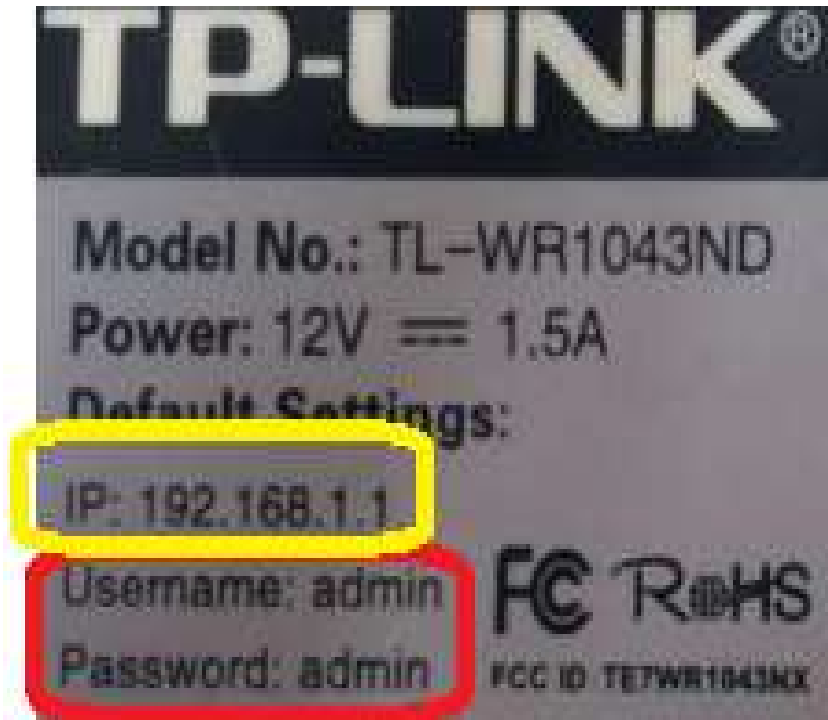 TP-LINK®
Model No.: TL-WR1043ND
Power: 12V ⎓ 1.5A
Default Settings:
IP: 192.168.1.1
Username: admin
Password: admin
FC RoHS
FCC ID TE7WR1043NX